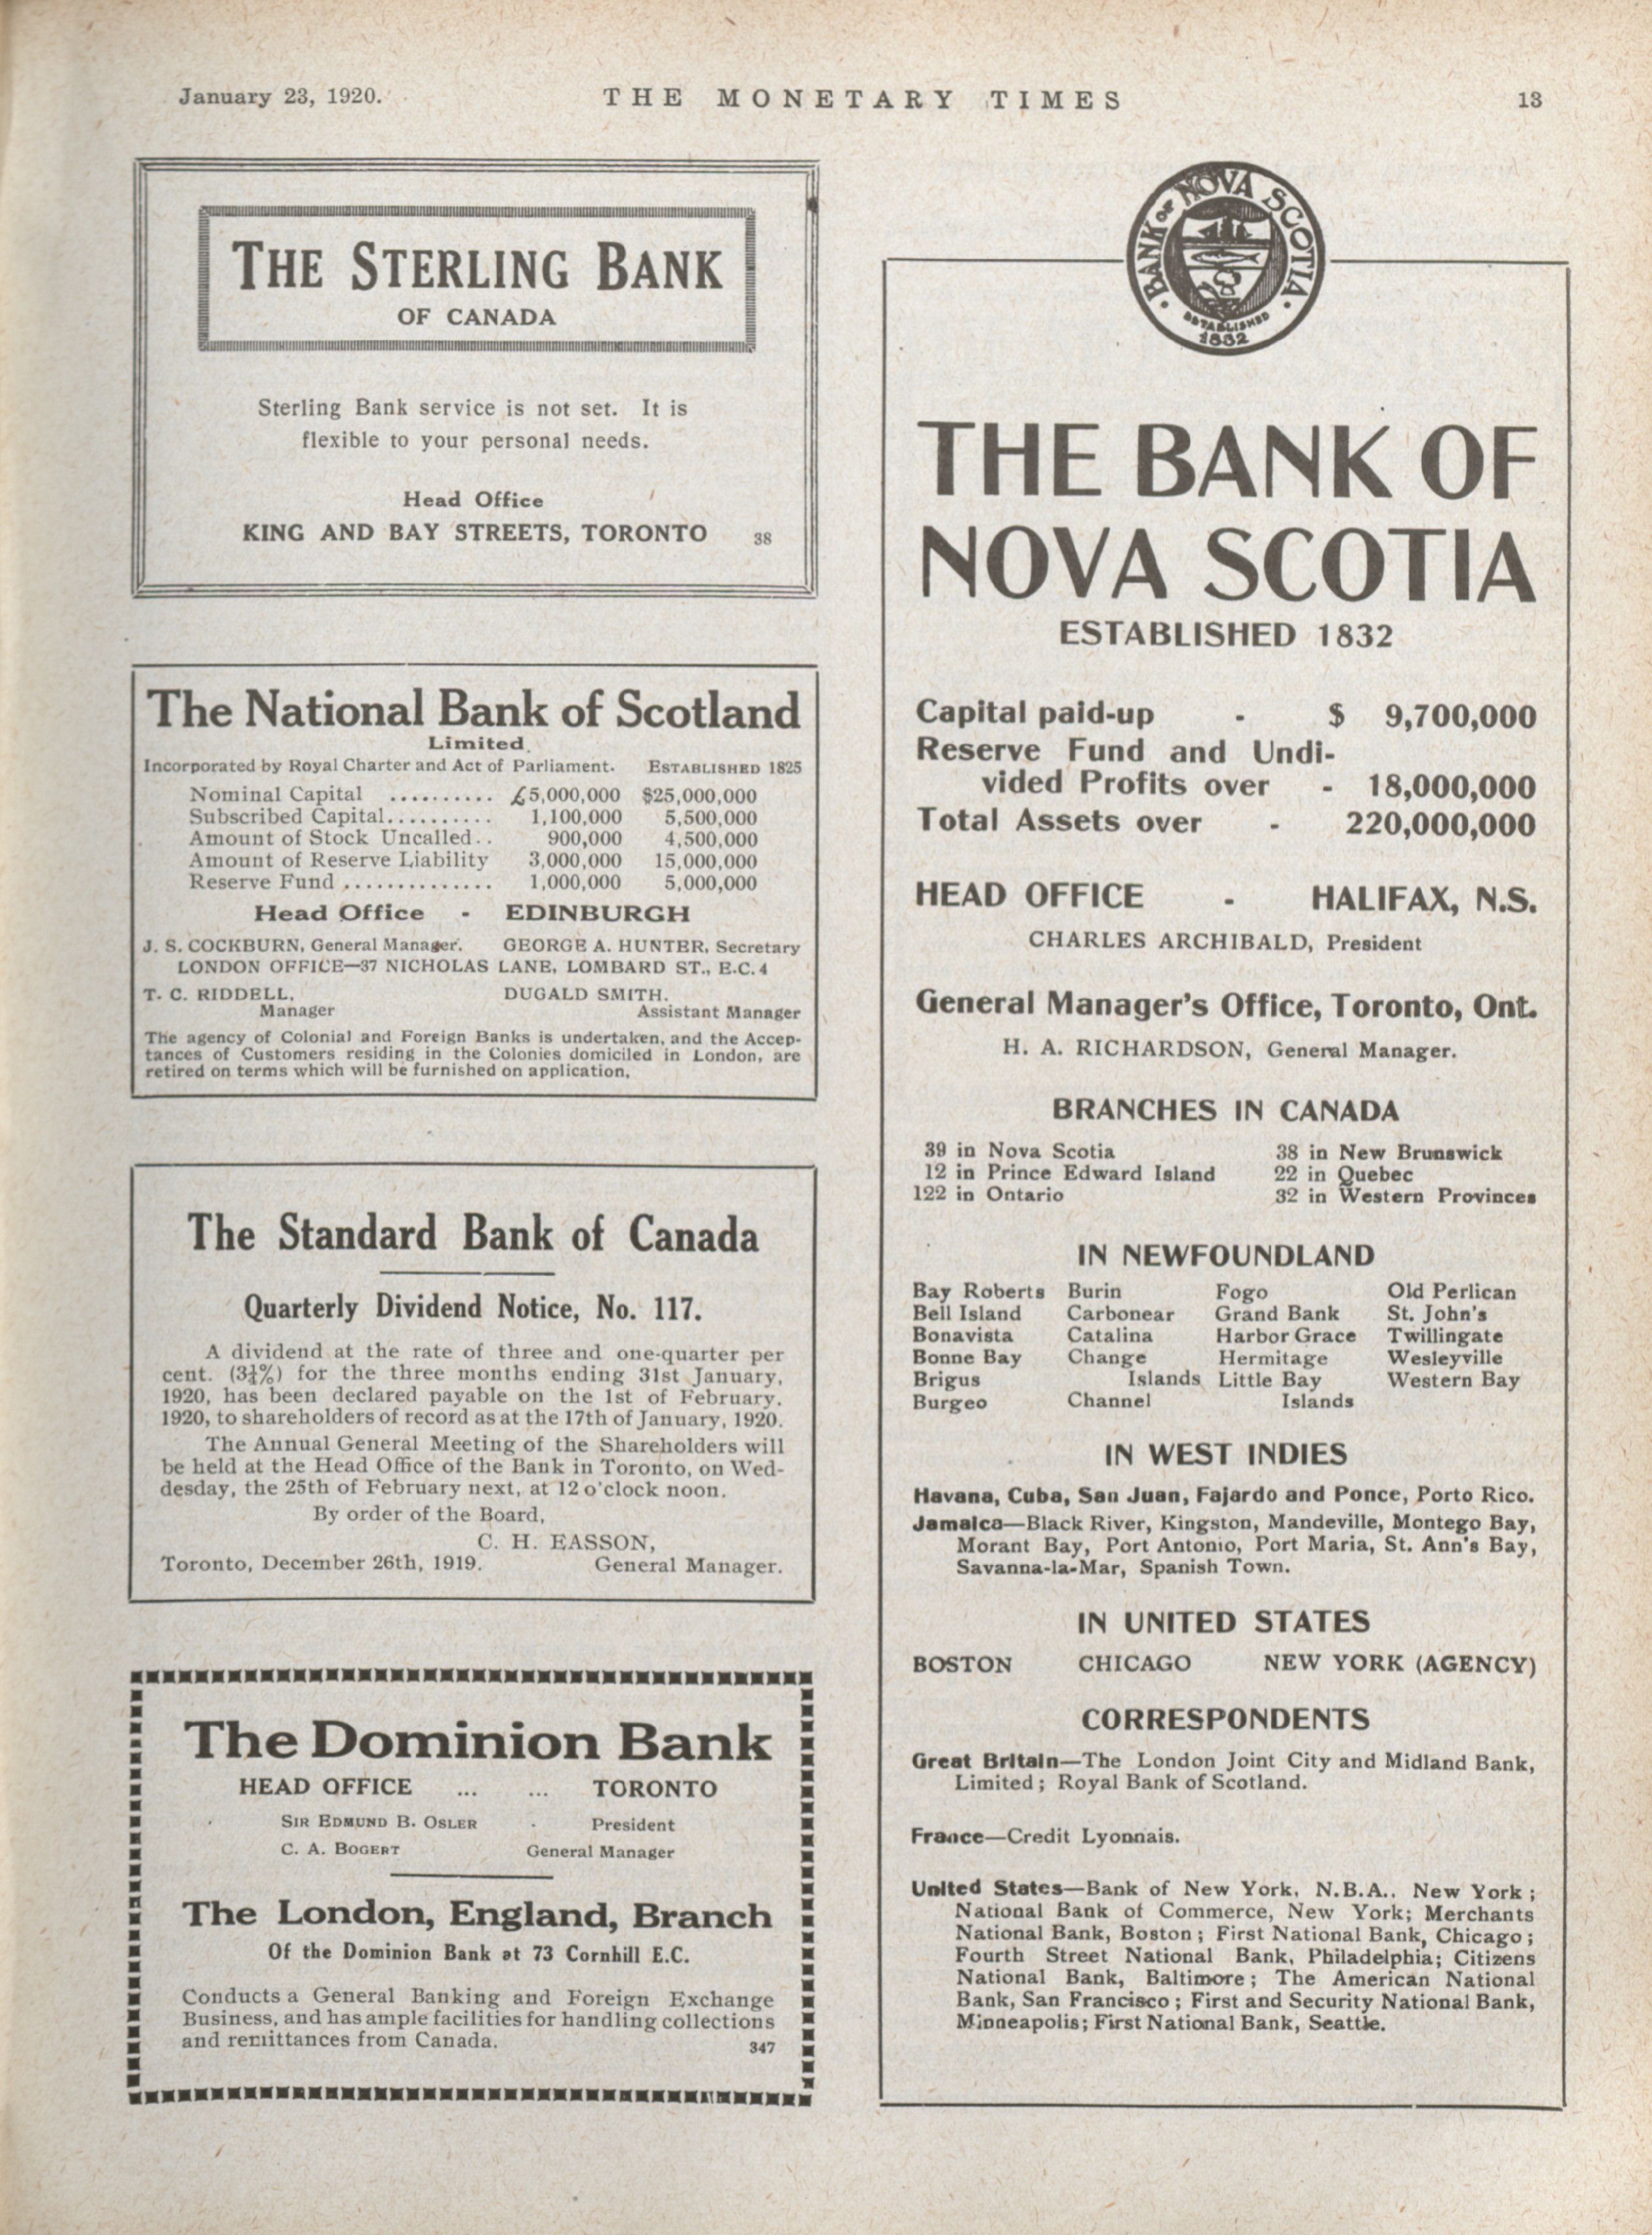 January 23, 1920.
THE MONETARY TIMES
13
THE STERLING BANK
OF CANADA
Sterling Bank service is not set. It is
flexible to your personal needs.
Head Office
KING AND BAY STREETS, TORONTO 38
The National Bank of Scotland
Limited
Incorporated by Royal Charter and Act of Parliament. ESTABLISHED 1825
Nominal Capital .......... £5,000,000 $25,000,000
Subscribed Capital.......... 1,100,000 5,500,000
Amount of Stock Uncalled.. 900,000 4,500,000
Amount of Reserve Liability 3,000,000 15,000,000
Reserve Fund .............. 1,000,000 5,000,000
Head Office - EDINBURGH
J. S. COCKBURN, General Manager. GEORGE A. HUNTER, Secretary
LONDON OFFICE—37 NICHOLAS LANE, LOMBARD ST., E.C. 4
T. C. RIDDELL, DUGALD SMITH,
Manager Assistant Manager
The agency of Colonial and Foreign Banks is undertaken, and the Accep-
tances of Customers residing in the Colonies domiciled in London, are
retired on terms which will be furnished on application.
The Standard Bank of Canada
Quarterly Dividend Notice, No. 117.
A dividend at the rate of three and one-quarter per
cent. (3¼%) for the three months ending 31st January,
1920, has been declared payable on the 1st of February,
1920, to shareholders of record as at the 17th of January, 1920.
The Annual General Meeting of the Shareholders will
be held at the Head Office of the Bank in Toronto, on Wed-
desday, the 25th of February next, at 12 o'clock noon.
By order of the Board,
C. H. EASSON,
Toronto, December 26th, 1919. General Manager.
The Dominion Bank
HEAD OFFICE ... ... TORONTO
SIR EDMUND B. OSLER - President
C. A. BOGERT General Manager
The London, England, Branch
Of the Dominion Bank at 73 Cornhill E.C.
Conducts a General Banking and Foreign Exchange
Business, and has ample facilities for handling collections
and remittances from Canada. 347
BANK OF NOVA SCOTIA
ESTABLISHED
1832
THE BANK OF
NOVA SCOTIA
ESTABLISHED 1832
Capital paid-up - $ 9,700,000
Reserve Fund and Undi-
vided Profits over - 18,000,000
Total Assets over - 220,000,000
HEAD OFFICE - HALIFAX, N.S.
CHARLES ARCHIBALD, President
General Manager's Office, Toronto, Ont.
H. A. RICHARDSON, General Manager.
BRANCHES IN CANADA
39 in Nova Scotia 38 in New Brunswick
12 in Prince Edward Island 22 in Quebec
122 in Ontario 32 in Western Provinces
IN NEWFOUNDLAND
Bay Roberts Burin Fogo Old Perlican
Bell Island Carbonear Grand Bank St. John's
Bonavista Catalina Harbor Grace Twillingate
Bonne Bay Change Hermitage Wesleyville
Brigus Islands Little Bay Western Bay
Burgeo Channel Islands
IN WEST INDIES
Havana, Cuba, San Juan, Fajardo and Ponce, Porto Rico.
Jamaica—Black River, Kingston, Mandeville, Montego Bay,
Morant Bay, Port Antonio, Port Maria, St. Ann's Bay,
Savanna-la-Mar, Spanish Town.
IN UNITED STATES
BOSTON CHICAGO NEW YORK (AGENCY)
CORRESPONDENTS
Great Britain—The London Joint City and Midland Bank,
Limited; Royal Bank of Scotland.
France—Credit Lyonnais.
United States—Bank of New York, N.B.A., New York;
National Bank of Commerce, New York; Merchants
National Bank, Boston; First National Bank, Chicago;
Fourth Street National Bank, Philadelphia; Citizens
National Bank, Baltimore; The American National
Bank, San Francisco; First and Security National Bank,
Minneapolis; First National Bank, Seattle.